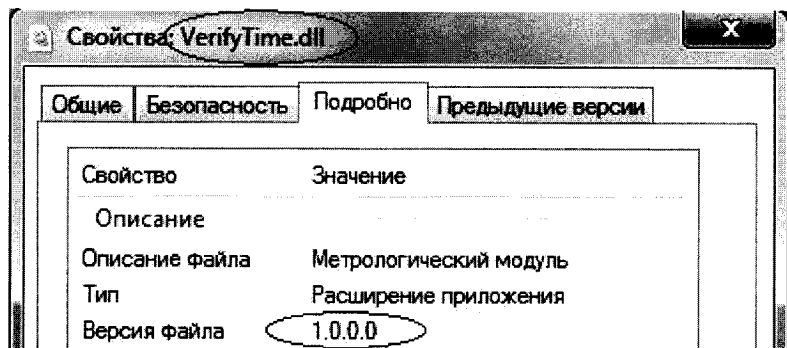 Свойства: VerifyTime.dll
X
Общие Безопасность Подробно Предыдущие версии
Свойство Значение
Описание
Описание файла Метрологический модуль
Тип Расширение приложения
Версия файла 1.0.0.0